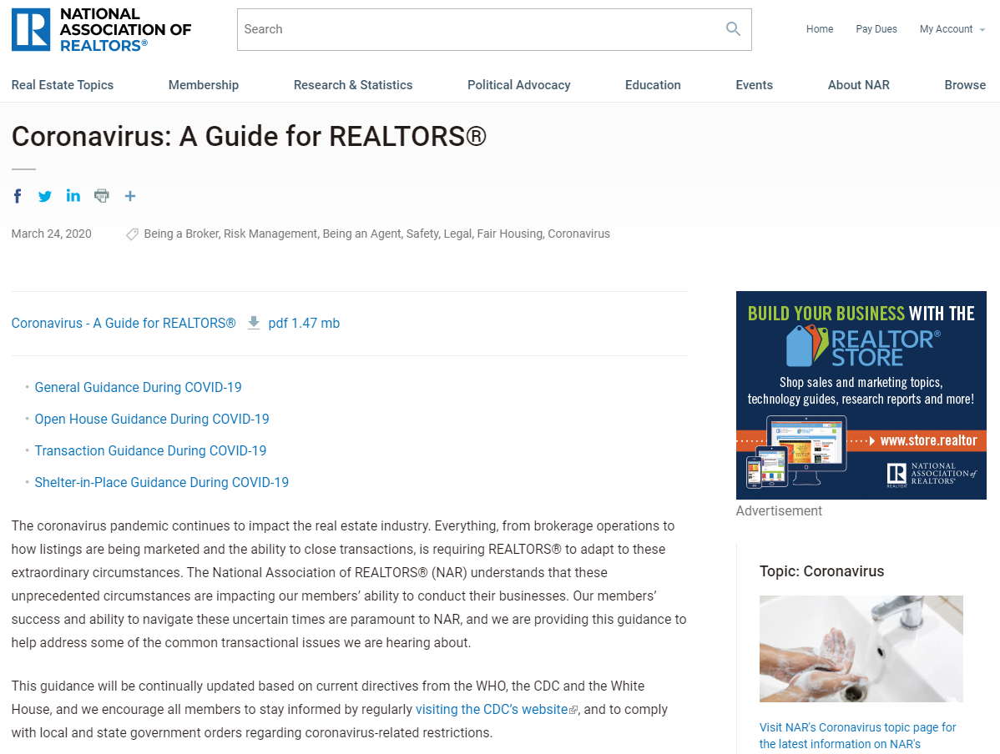 NATIONAL
ASSOCIATION OF
REALTORS®
Search
Home
Pay Dues
My Account
Real Estate Topics
Membership
Research & Statistics
Political Advocacy
Education
Events
About NAR
Browse
Coronavirus: A Guide for REALTORS®
March 24, 2020
Being a Broker, Risk Management, Being an Agent, Safety, Legal, Fair Housing, Coronavirus
Coronavirus - A Guide for REALTORS® pdf 1.47 mb
General Guidance During COVID-19
Open House Guidance During COVID-19
Transaction Guidance During COVID-19
Shelter-in-Place Guidance During COVID-19
The coronavirus pandemic continues to impact the real estate industry. Everything, from brokerage operations to
how listings are being marketed and the ability to close transactions, is requiring REALTORS® to adapt to these
extraordinary circumstances. The National Association of REALTORS® (NAR) understands that these
unprecedented circumstances are impacting our members’ ability to conduct their businesses. Our members’
success and ability to navigate these uncertain times are paramount to NAR, and we are providing this guidance to
help address some of the common transactional issues we are hearing about.
This guidance will be continually updated based on current directives from the WHO, the CDC and the White
House, and we encourage all members to stay informed by regularly visiting the CDC’s website, and to comply
with local and state government orders regarding coronavirus-related restrictions.
BUILD YOUR BUSINESS WITH THE
REALTOR®
STORE
Shop sales and marketing topics,
technology guides, research reports and more!
www.store.realtor
REALTOR
NATIONAL
ASSOCIATION of
REALTORS®
Advertisement
Topic: Coronavirus
Visit NAR's Coronavirus topic page for
the latest information on NAR's